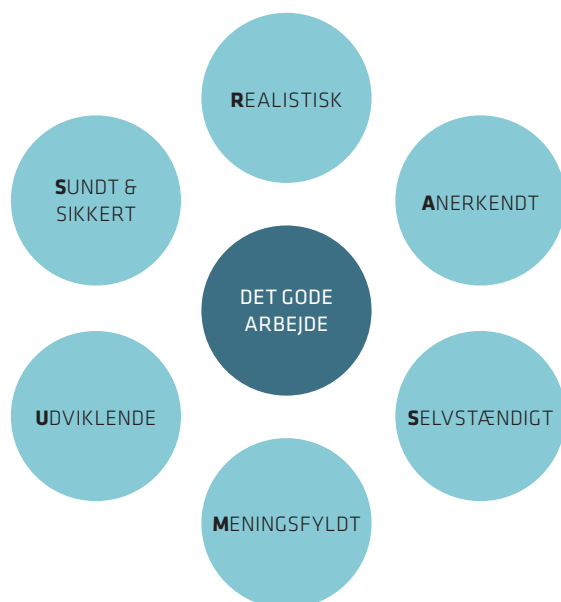 REALISTISK
ANERKENDT
SELVSTÆNDIGT
MENINGSFYLDT
UDVIKLENDE
SUNDT &
SIKKERT
DET GODE
ARBEJDE